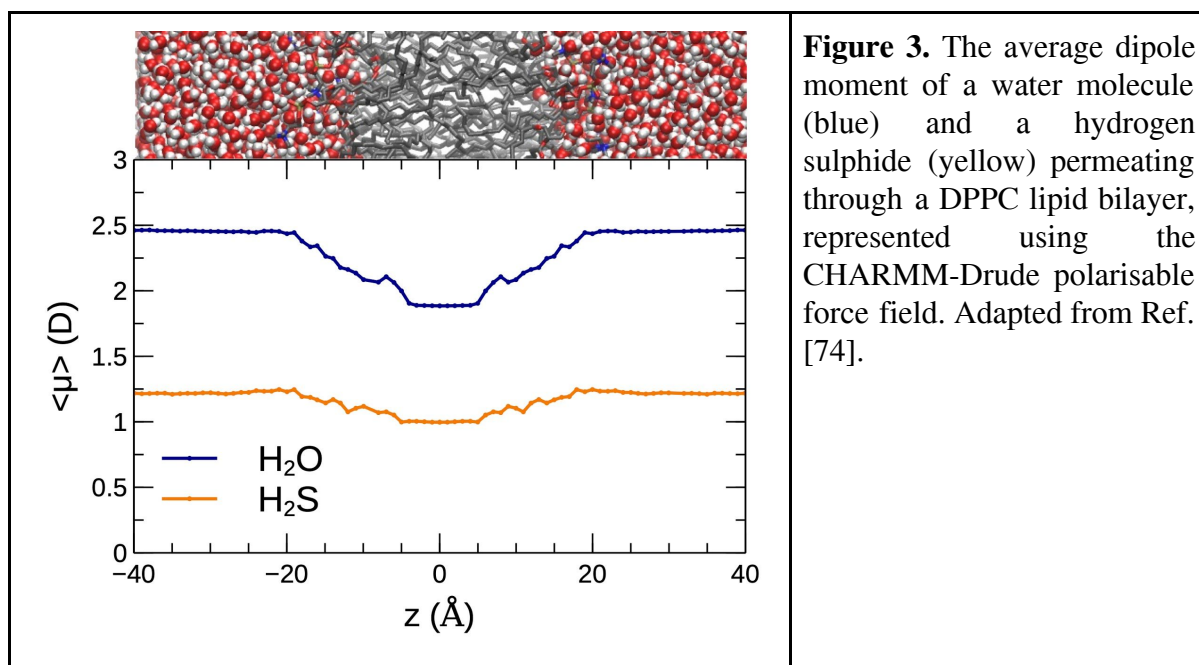 3
2.5
2
1.5
1
0.5
0
<μ> (D)
H₂O
H₂S
−40
−20
0
20
40
z (Å)
Figure 3. The average dipole
moment of a water molecule
(blue) and a hydrogen
sulphide (yellow) permeating
through a DPPC lipid bilayer,
represented using the
CHARMM-Drude polarisable
force field. Adapted from Ref.
[74].